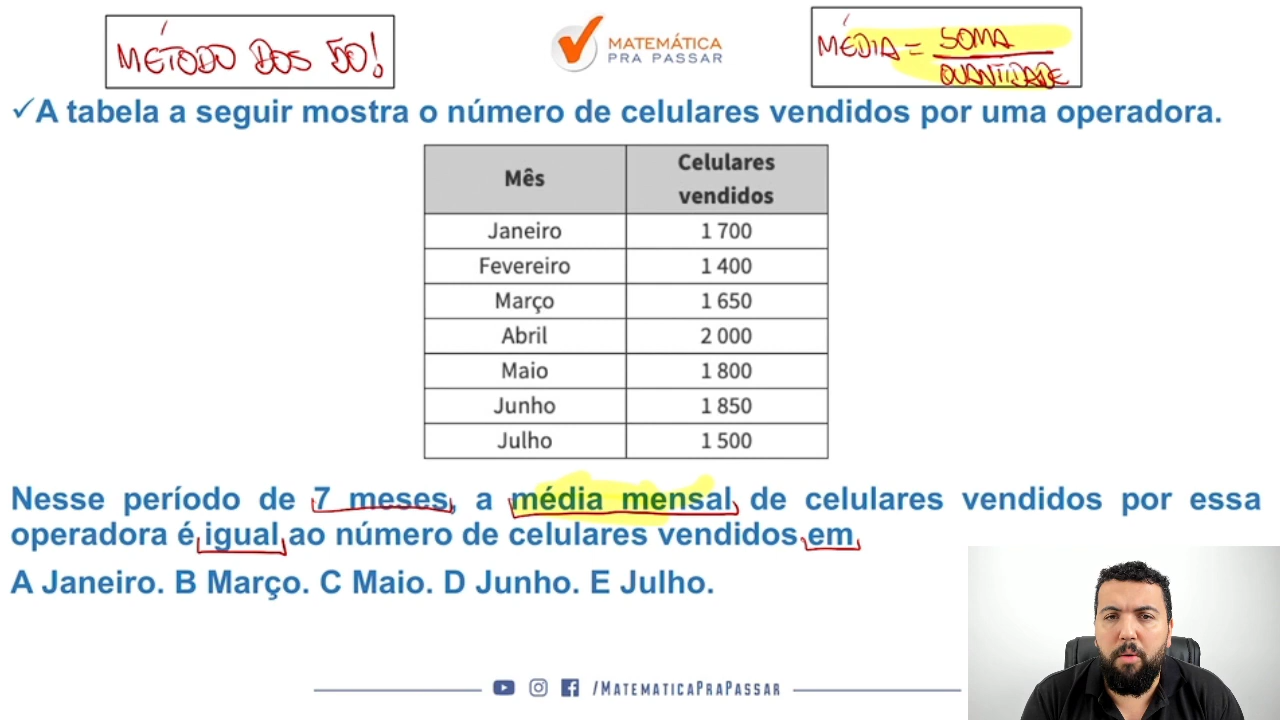 MÉTODO DOS 50!
MATEMÁTICA
PRA PASSAR
MÉDIA = SOMA
QUANTIDADE
✓A tabela a seguir mostra o número de celulares vendidos por uma operadora.
Mês Celulares vendidos
Janeiro 1 700
Fevereiro 1 400
Março 1 650
Abril 2 000
Maio 1 800
Junho 1 850
Julho 1 500
Nesse período de 7 meses, a média mensal de celulares vendidos por essa
operadora é igual ao número de celulares vendidos em
A Janeiro. B Março. C Maio. D Junho. E Julho.
/MATEMATICAPRAPASSAR